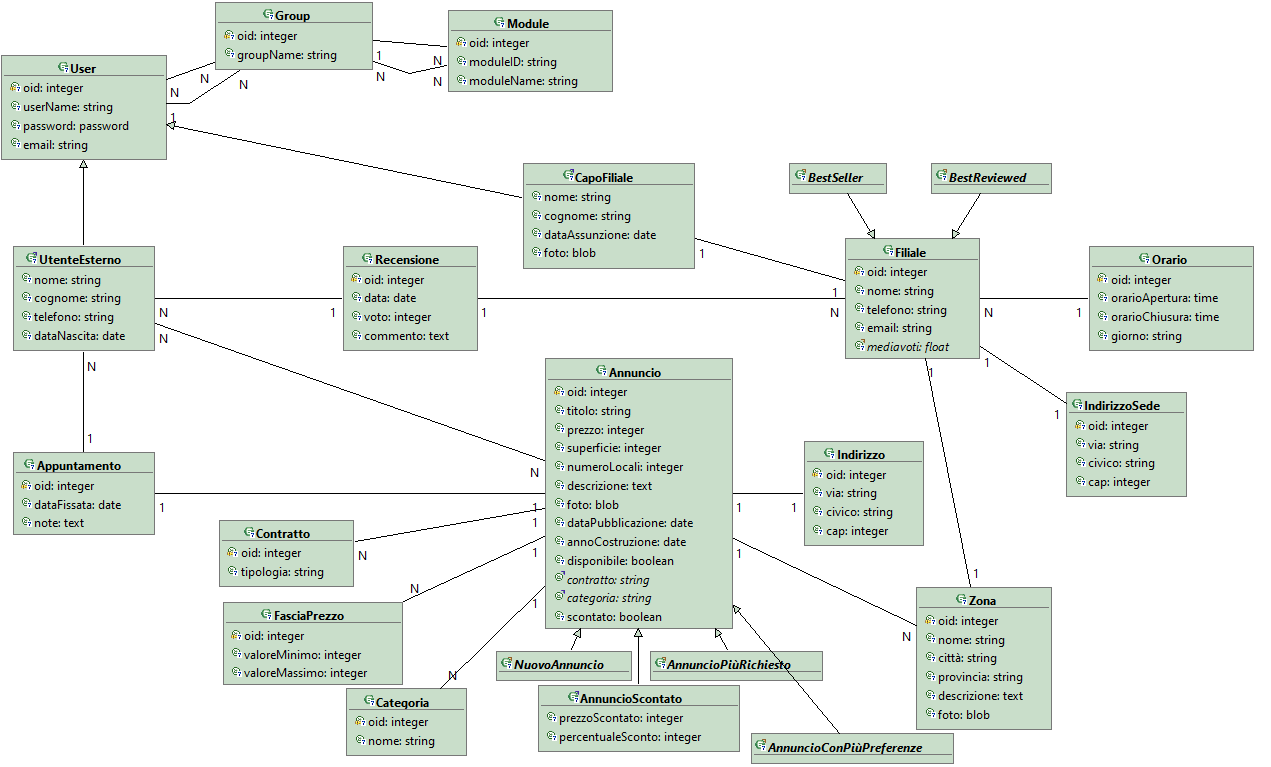 Group
oid: integer
groupName: string
Module
oid: integer
moduleID: string
moduleName: string
1
N
N
N
User
oid: integer
userName: string
password: password
email: string
N
N
N
1
CapoFiliale
nome: string
cognome: string
dataAssunzione: date
foto: blob
1
1
BestSeller
BestReviewed
UtenteEsterno
nome: string
cognome: string
telefono: string
dataNascita: date
N
N
N
1
Recensione
oid: integer
data: date
voto: integer
commento: text
1
N
Filiale
oid: integer
nome: string
telefono: string
email: string
mediavoti: float
N
1
1
1
Orario
oid: integer
orarioApertura: time
orarioChiusura: time
giorno: string
IndirizzoSede
oid: integer
via: string
civico: string
cap: integer
1
1
Appuntamento
oid: integer
dataFissata: date
note: text
1
1
Annuncio
oid: integer
titolo: string
prezzo: integer
superficie: integer
numeroLocali: integer
descrizione: text
foto: blob
dataPubblicazione: date
annoCostruzione: date
disponibile: boolean
contratto: string
categoria: string
scontato: boolean
N
1
1
1
1
1
1
Indirizzo
oid: integer
via: string
civico: string
cap: integer
Contratto
oid: integer
tipologia: string
N
FasciaPrezzo
oid: integer
valoreMinimo: integer
valoreMassimo: integer
N
Categoria
oid: integer
nome: string
N
NuovoAnnuncio
AnnuncioPiùRichiesto
AnnuncioScontato
prezzoScontato: integer
percentualeSconto: integer
AnnuncioConPiùPreferenze
N
Zona
oid: integer
nome: string
città: string
provincia: string
descrizione: text
foto: blob